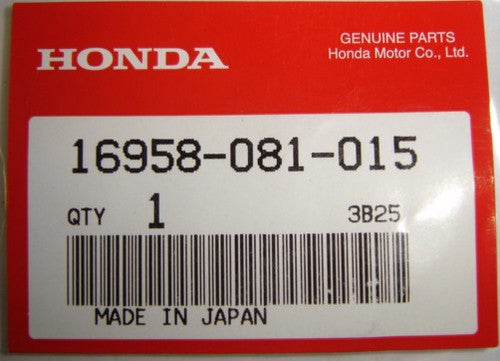 HONDA
GENUINE PARTS
Honda Motor Co., Ltd.
16958-081-015
QTY 1 3B25
MADE IN JAPAN